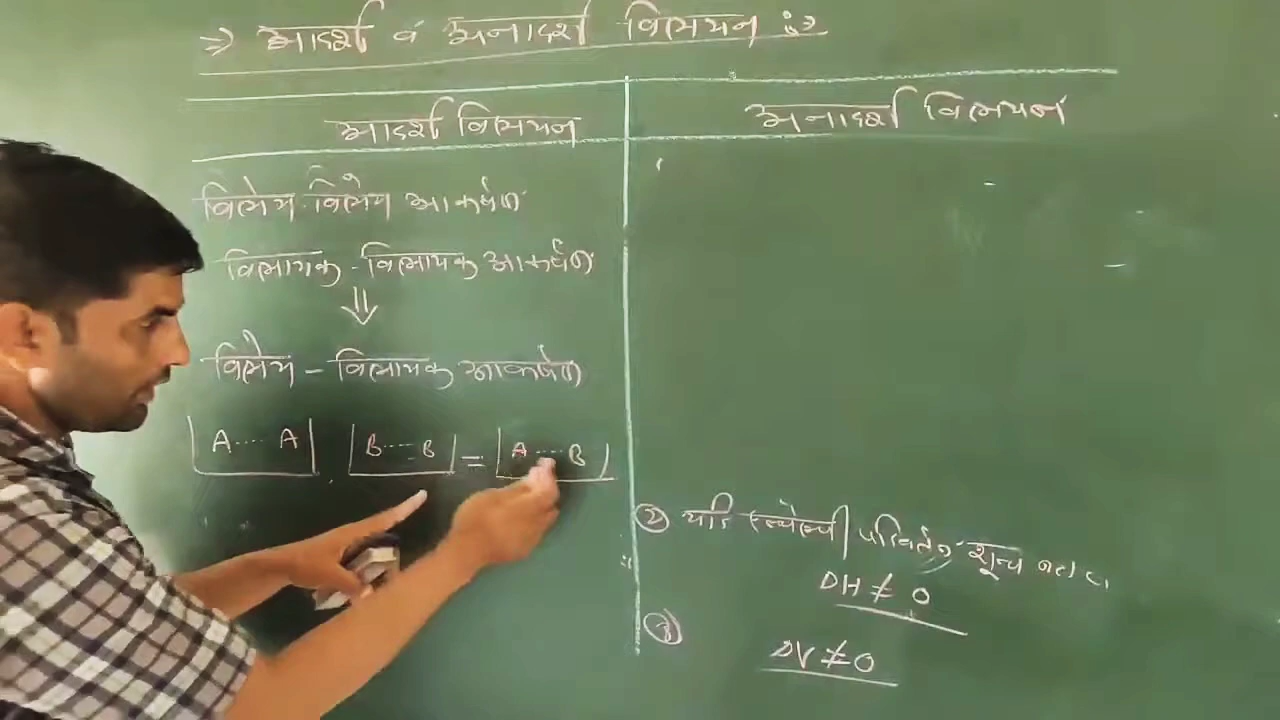 ⇒ आदर्श व अनादर्श विलयन :-
आदर्श विलयन
विलेय - विलेय आकर्षण
विलायक - विलायक आकर्षण
⇓
विलेय - विलायक आकर्षण
A---- A B---- B = A---- B
अनादर्श विलयन
② यदि एन्थैल्पी परिवर्तन शून्य
ΔH ≠ 0
③
ΔV ≠ 0